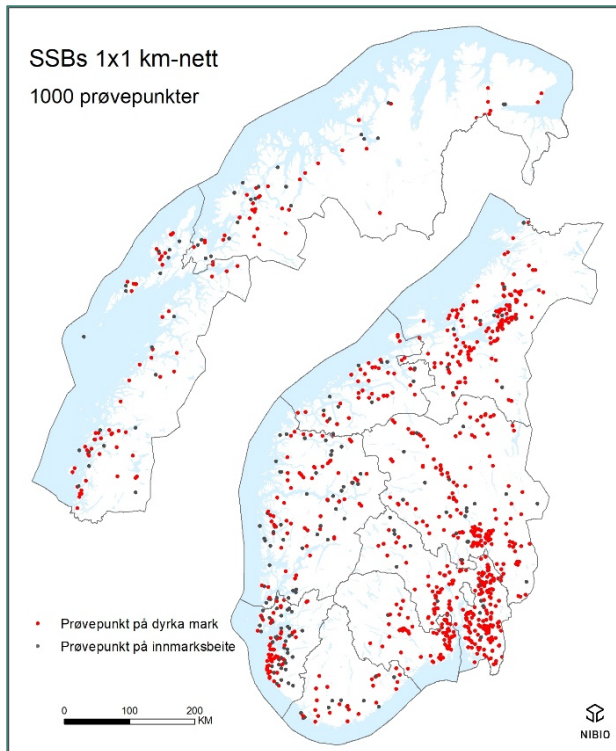 SSBs 1x1 km-nett
1000 prøvepunkter
Prøvepunkt på dyrka mark
Prøvepunkt på innmarksbeite
0 100 200
KM
NIBIO